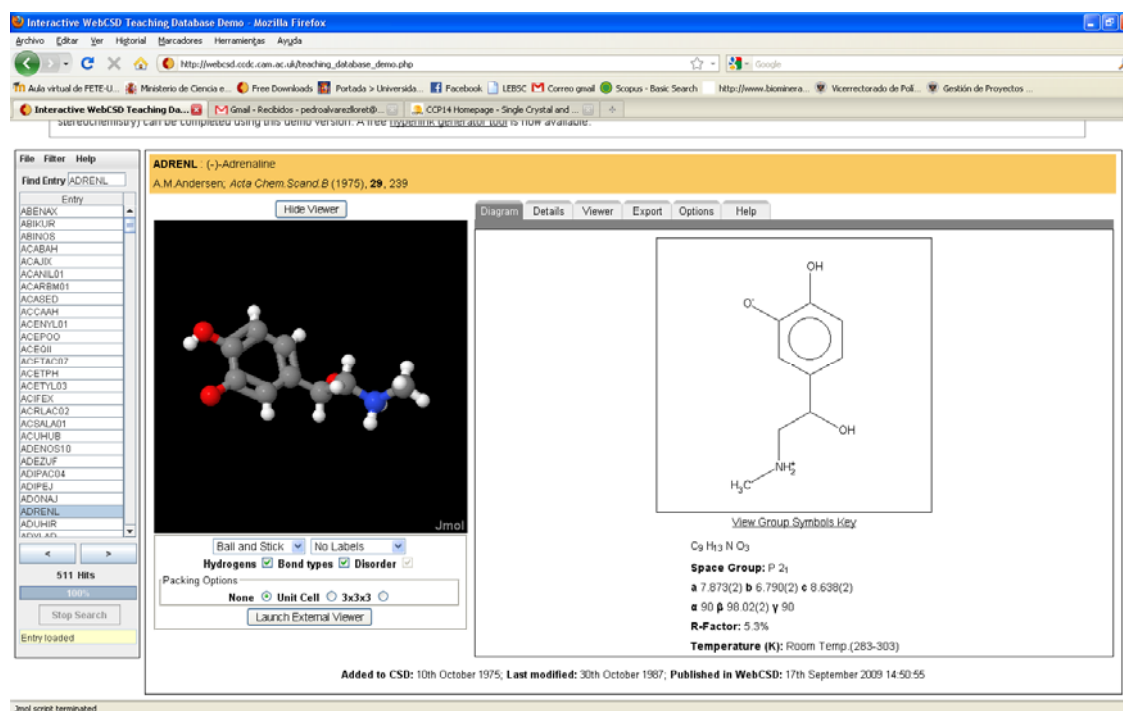 Interactive WebCSD Teaching Database Demo - Mozilla Firefox
Archivo Editar Ver Historial Marcadores Herramientas Ayuda
http://webcsd.ccdc.cam.ac.uk/teaching_database_demo.php
Google
Aula virtual de FETE-U... Ministerio de Ciencia e... Free Downloads Portada > Universida... Facebook LEBSC Correo gmail Scopus - Basic Search http://www.biominera... Vicerrectorado de Polí... Gestión de Proyectos ...
Interactive WebCSD Teaching Da... Gmail - Recibidos - pedroalvarezlloret@... CCP14 Homepage - Single Crystal and ...
stereochemistry) can be completed using this demo version. A free hyperlink generator tool is now available.
File Filter Help
Find Entry ADRENL
Entry
ABENAX
ABIKUR
ABINOS
ACABAH
ACAJIX
ACANIL01
ACARBM01
ACASED
ACCAAH
ACENYL01
ACEPOO
ACEQII
ACETAC07
ACETPH
ACETYL03
ACIFEX
ACRLAC02
ACSALA01
ACUHUB
ADENOS10
ADEZUF
ADIPAC04
ADIPEJ
ADONAJ
ADRENL
ADUHIR
ADYLAD
< >
511 Hits
100%
Stop Search
Entry loaded
ADRENL : (-)-Adrenaline
A.M.Andersen; Acta Chem.Scand.B (1975), 29, 239
Hide Viewer
Jmol
Ball and Stick No Labels
Hydrogens Bond types Disorder
Packing Options
None Unit Cell 3x3x3
Launch External Viewer
Diagram Details Viewer Export Options Help
OH
O-
OH
NH2+
H3C
View Group Symbols Key
C9 H13 N O3
Space Group: P 21
a 7.873(2) b 6.790(2) c 8.638(2)
α 90 β 98.02(2) γ 90
R-Factor: 5.3%
Temperature (K): Room Temp.(283-303)
Added to CSD: 10th October 1975; Last modified: 30th October 1987; Published in WebCSD: 17th September 2009 14:50:55
Jmol script terminated